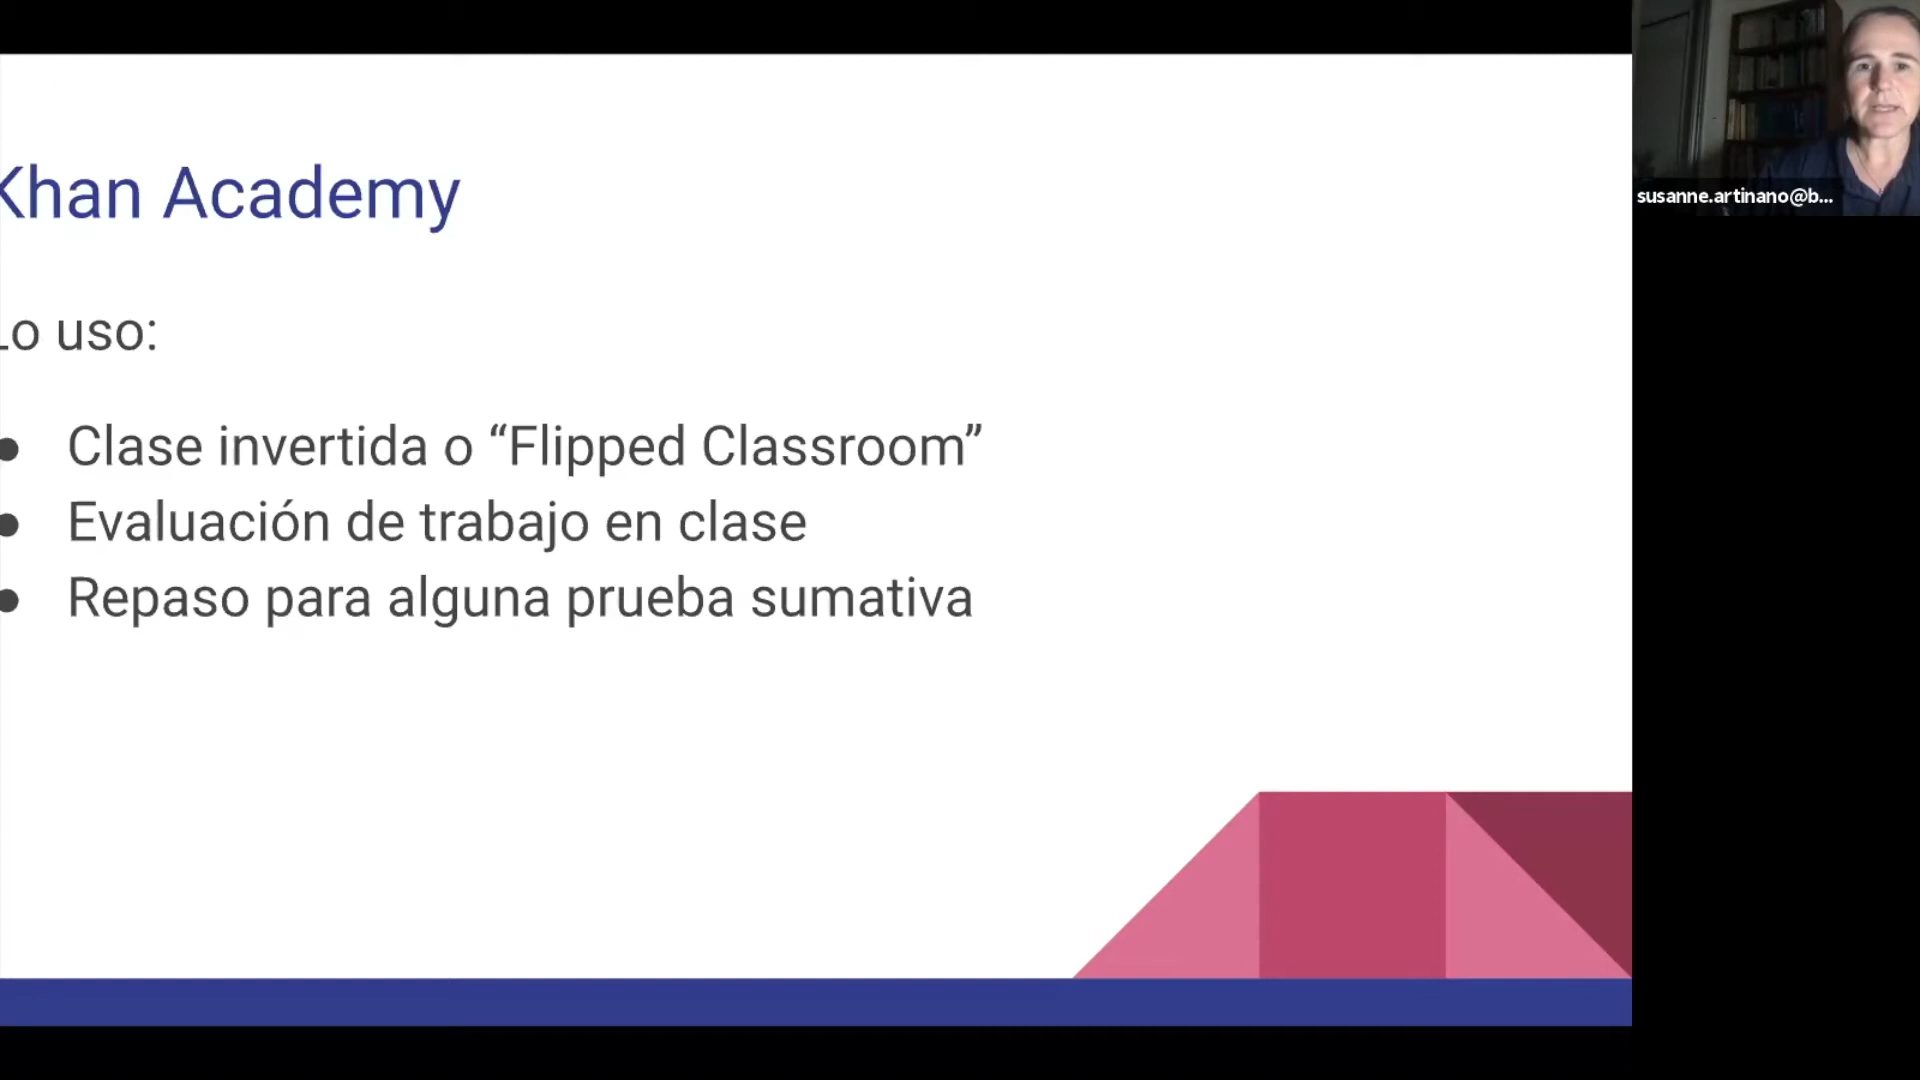 Khan Academy
Lo uso:
● Clase invertida o “Flipped Classroom”
● Evaluación de trabajo en clase
● Repaso para alguna prueba sumativa
susanne.artinano@b...